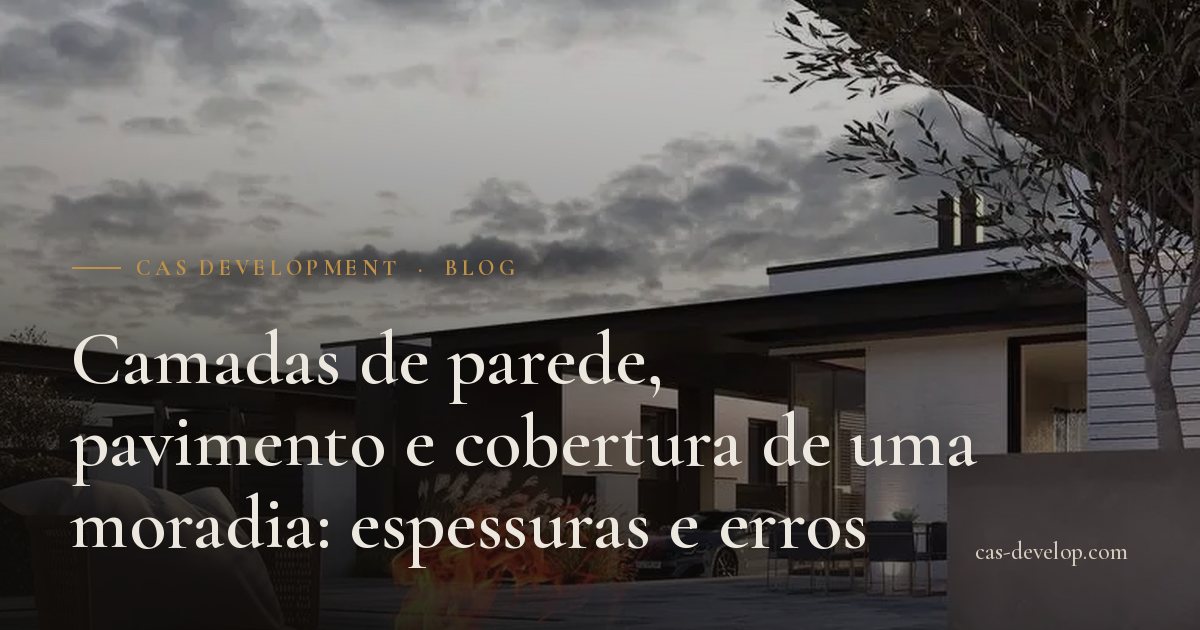 CAS DEVELOPMENT · BLOG
Camadas de parede,
pavimento e cobertura de uma
moradia: espessuras e erros
cas-develop.com